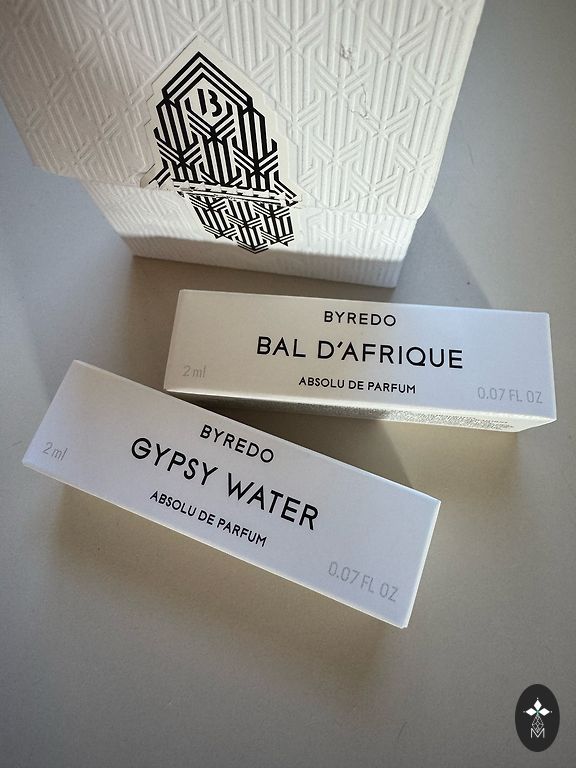 B
BYREDO
BAL D'AFRIQUE
2 ml
ABSOLU DE PARFUM
0.07 FL OZ
BYREDO
GYPSY WATER
2 ml
ABSOLU DE PARFUM
0.07 FL OZ
M